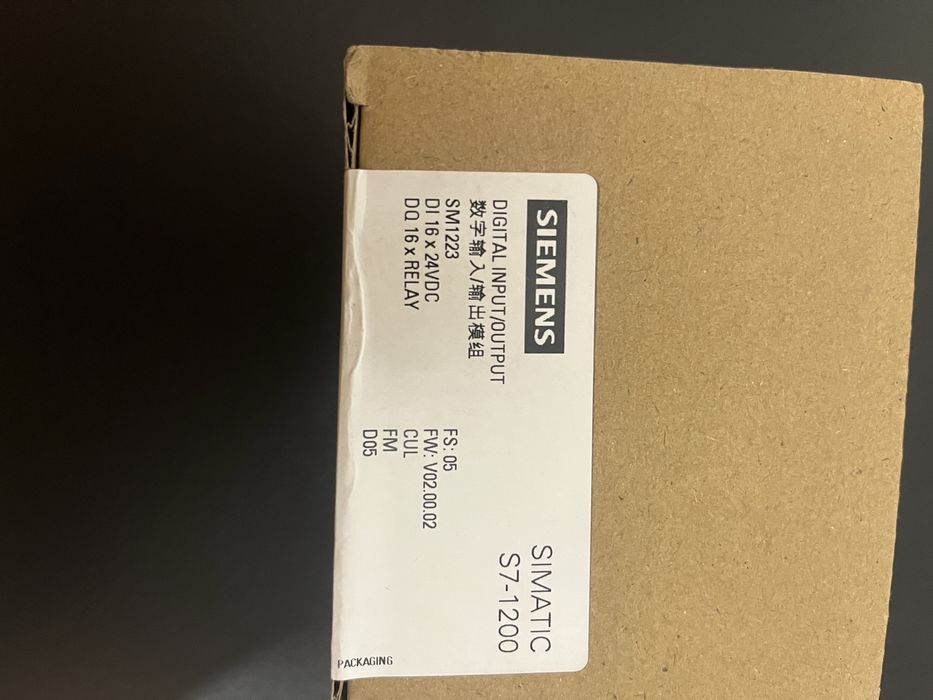 SIEMENS
DIGITAL INPUT/OUTPUT
数字输入/输出模组
SM1223
DI 16 x 24VDC
DQ 16 x RELAY
FS: 05
FW: V02.00.02
CUL
FM
D05
SIMATIC
S7-1200
PACKAGING